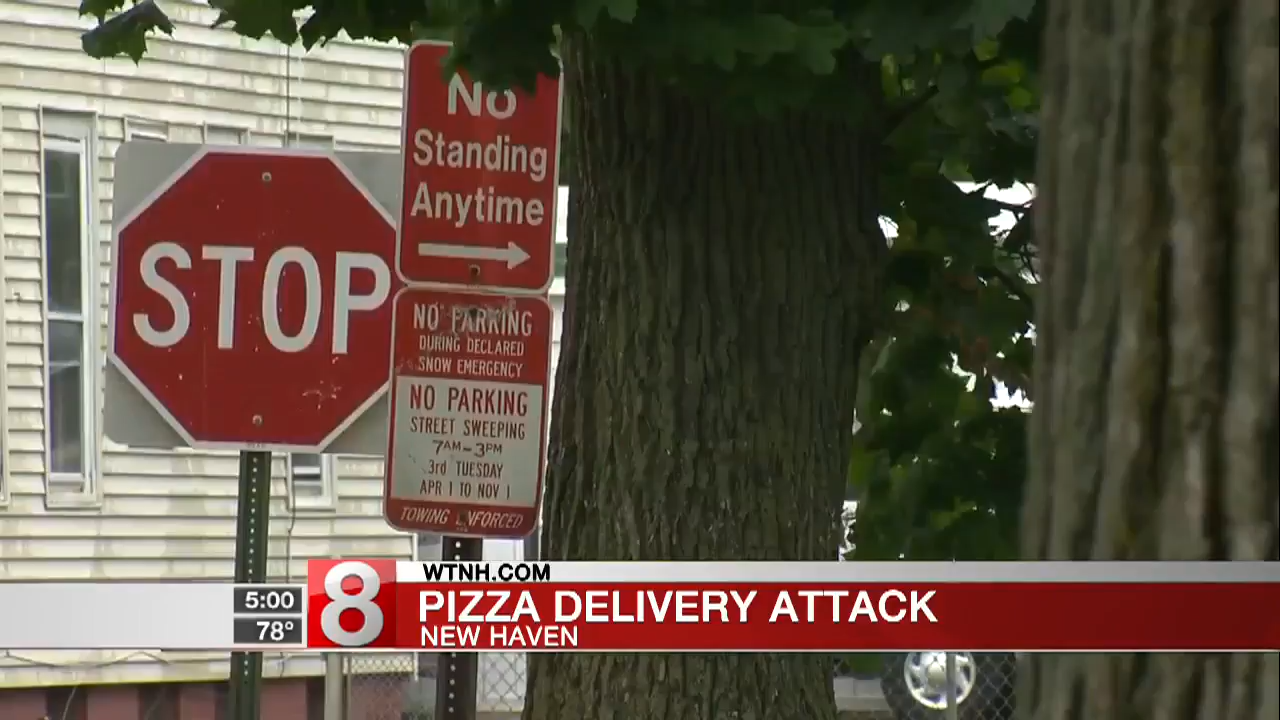 No
Standing
Anytime
STOP
NO PARKING
DURING DECLARED
SNOW EMERGENCY
NO PARKING
STREET SWEEPING
7AM-3PM
3rd TUESDAY
APR 1 TO NOV 1
TOWING ENFORCED
WTNH.COM
5:00
8
PIZZA DELIVERY ATTACK
78°
NEW HAVEN